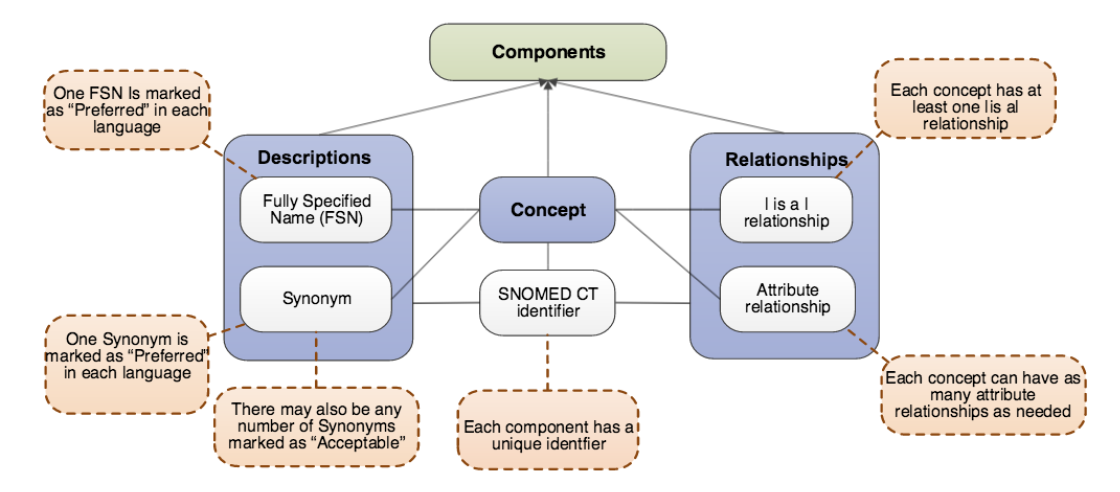 Components
One FSN Is marked
as “Preferred” in each
language
Each concept has at
least one |is a|
relationship
Descriptions
Relationships
Fully Specified
Name (FSN)
Concept
| is a |
relationship
Synonym
SNOMED CT
identifier
Attribute
relationship
One Synonym is
marked as “Preferred”
in each language
There may also be any
number of Synonyms
marked as “Acceptable”
Each component has a
unique identfier
Each concept can have as
many attribute
relationships as needed